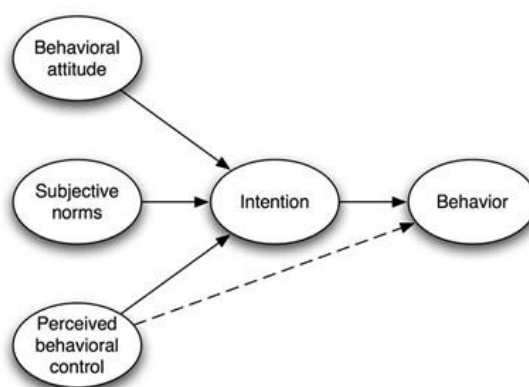 Behavioral
attitude
Subjective
norms
Intention
Behavior
Perceived
behavioral
control